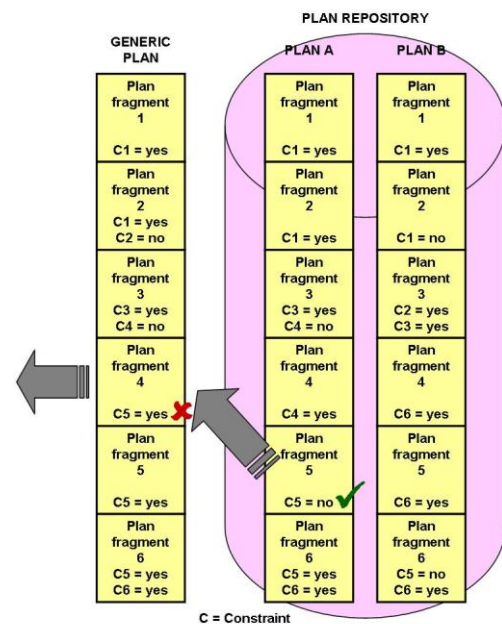 PLAN REPOSITORY
GENERIC
PLAN
PLAN A
PLAN B
Plan
fragment
1
C1 = yes
Plan
fragment
2
C1 = yes
C2 = no
Plan
fragment
3
C3 = yes
C4 = no
Plan
fragment
4
C5 = yes
Plan
fragment
5
C5 = yes
Plan
fragment
6
C5 = yes
C6 = yes
Plan
fragment
1
C1 = yes
Plan
fragment
2
C1 = yes
Plan
fragment
3
C3 = yes
C4 = no
Plan
fragment
4
C4 = yes
Plan
fragment
5
C5 = no
Plan
fragment
6
C5 = yes
C6 = yes
Plan
fragment
1
C1 = yes
Plan
fragment
2
C1 = no
Plan
fragment
3
C2 = yes
C3 = yes
Plan
fragment
4
C6 = yes
Plan
fragment
5
C6 = yes
Plan
fragment
6
C5 = no
C6 = yes
C = Constraint